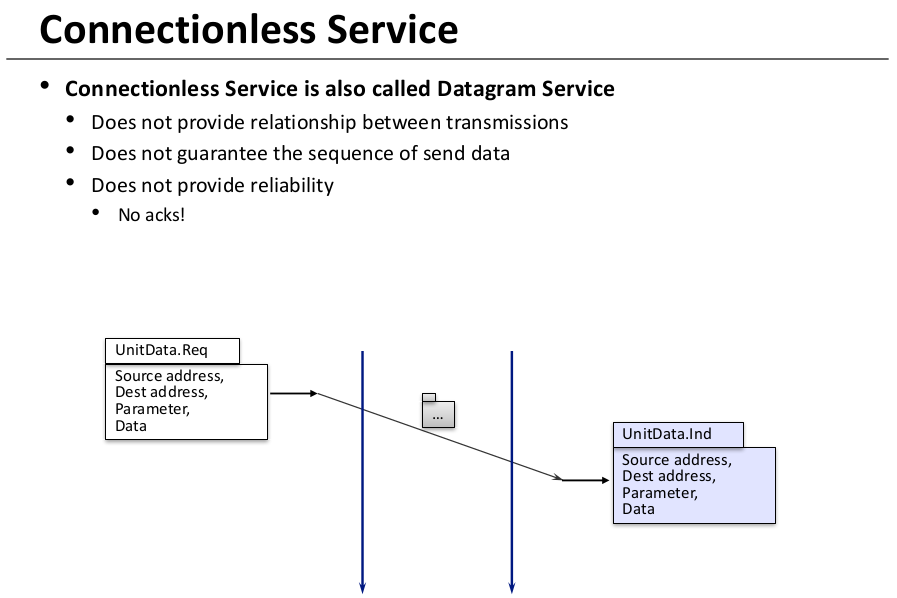 Connectionless Service
• Connectionless Service is also called Datagram Service
• Does not provide relationship between transmissions
• Does not guarantee the sequence of send data
• Does not provide reliability
• No acks!
UnitData.Req
Source address,
Dest address,
Parameter,
Data
...
UnitData.Ind
Source address,
Dest address,
Parameter,
Data